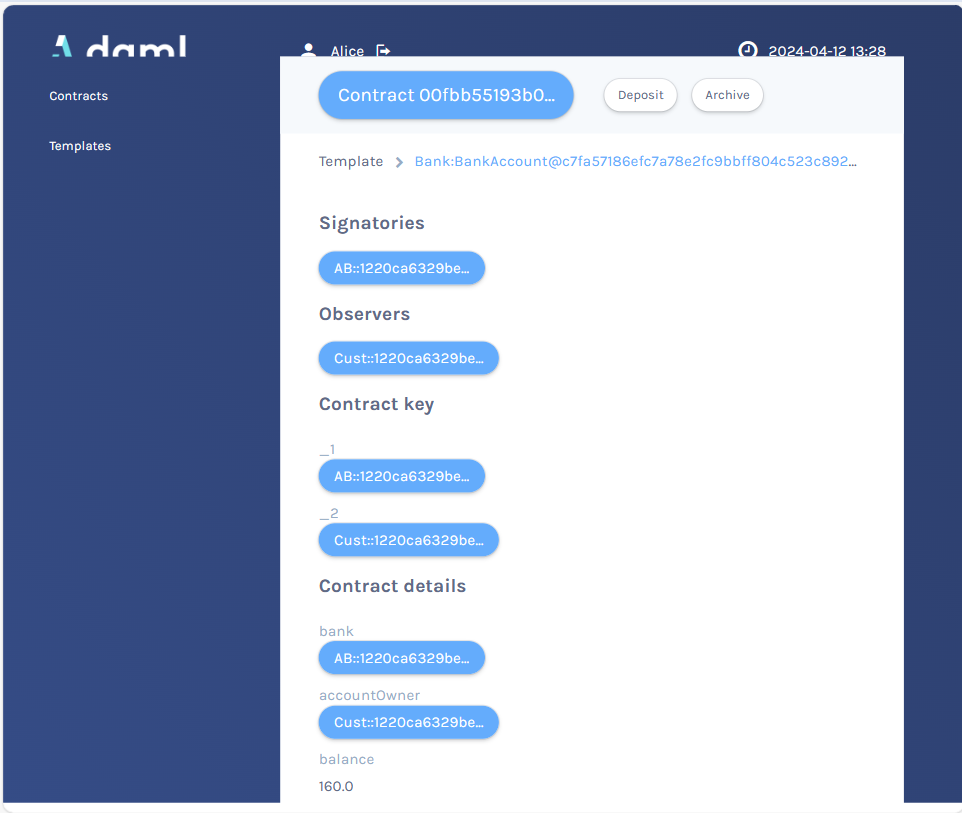 daml
Alice
2024-04-12 13:28
Contracts
Templates
Contract 00fbb55193b0...
Deposit
Archive
Template
Bank:BankAccount@c7fa57186efc7a78e2fc9bbff804c523c892...
Signatories
AB::1220ca6329be...
Observers
Cust::1220ca6329be...
Contract key
_1
AB::1220ca6329be...
_2
Cust::1220ca6329be...
Contract details
bank
AB::1220ca6329be...
accountOwner
Cust::1220ca6329be...
balance
160.0